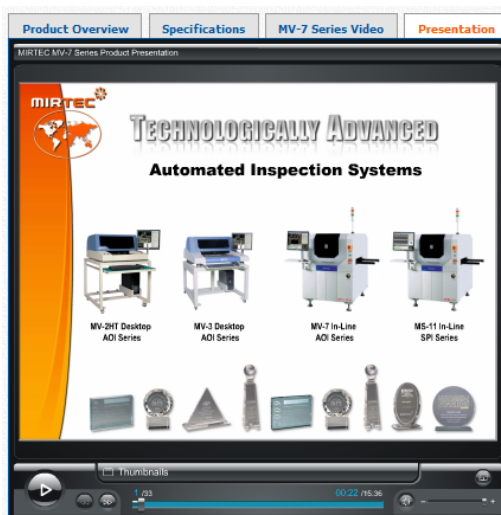 Product Overview
Specifications
MV-7 Series Video
Presentation
MIRTEC MV-7 Series Product Presentation
MIRTEC
TECHNOLOGICALLY ADVANCED
Automated Inspection Systems
MV-2HT Desktop
AOI Series
MV-3 Desktop
AOI Series
MV-7 In-Line
AOI Series
MS-11 In-Line
SPI Series
Thumbnails
1 /33
00:22 /15:36